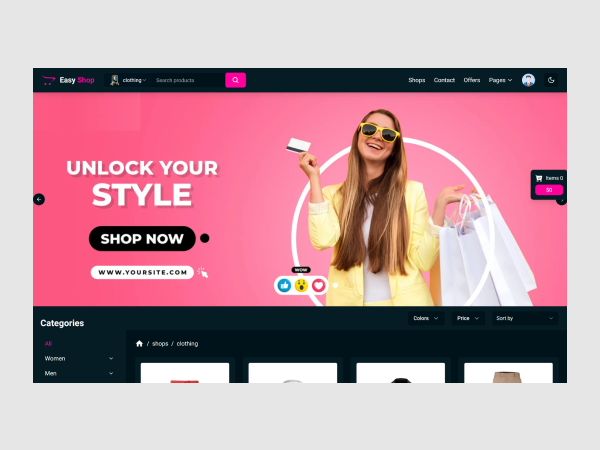 Easy Shop
clothing
Search products
Shops
Contact
Offers
Pages
UNLOCK YOUR
STYLE
SHOP NOW
WWW.YOURSITE.COM
WOW
Items 0
Categories
Colors
Price
Sort by
All
Women
Men
/ shops / clothing